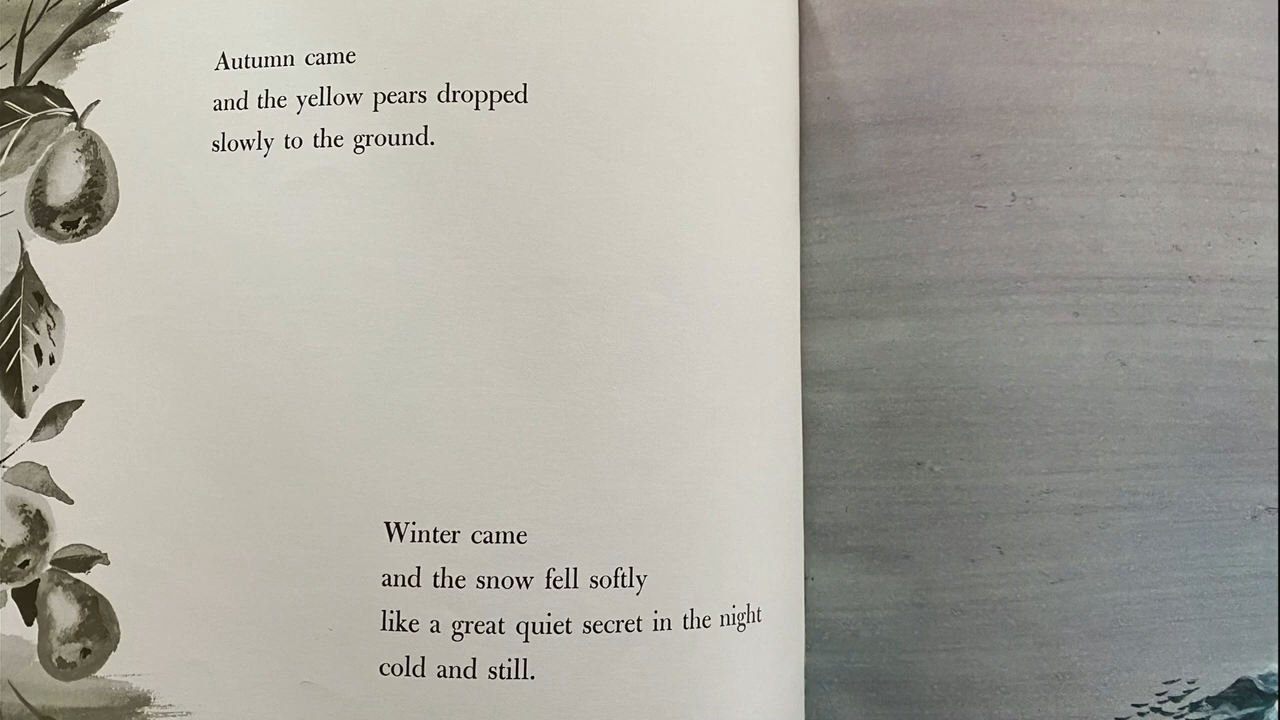 Autumn came
and the yellow pears dropped
slowly to the ground.
Winter came
and the snow fell softly
like a great quiet secret in the night
cold and still.